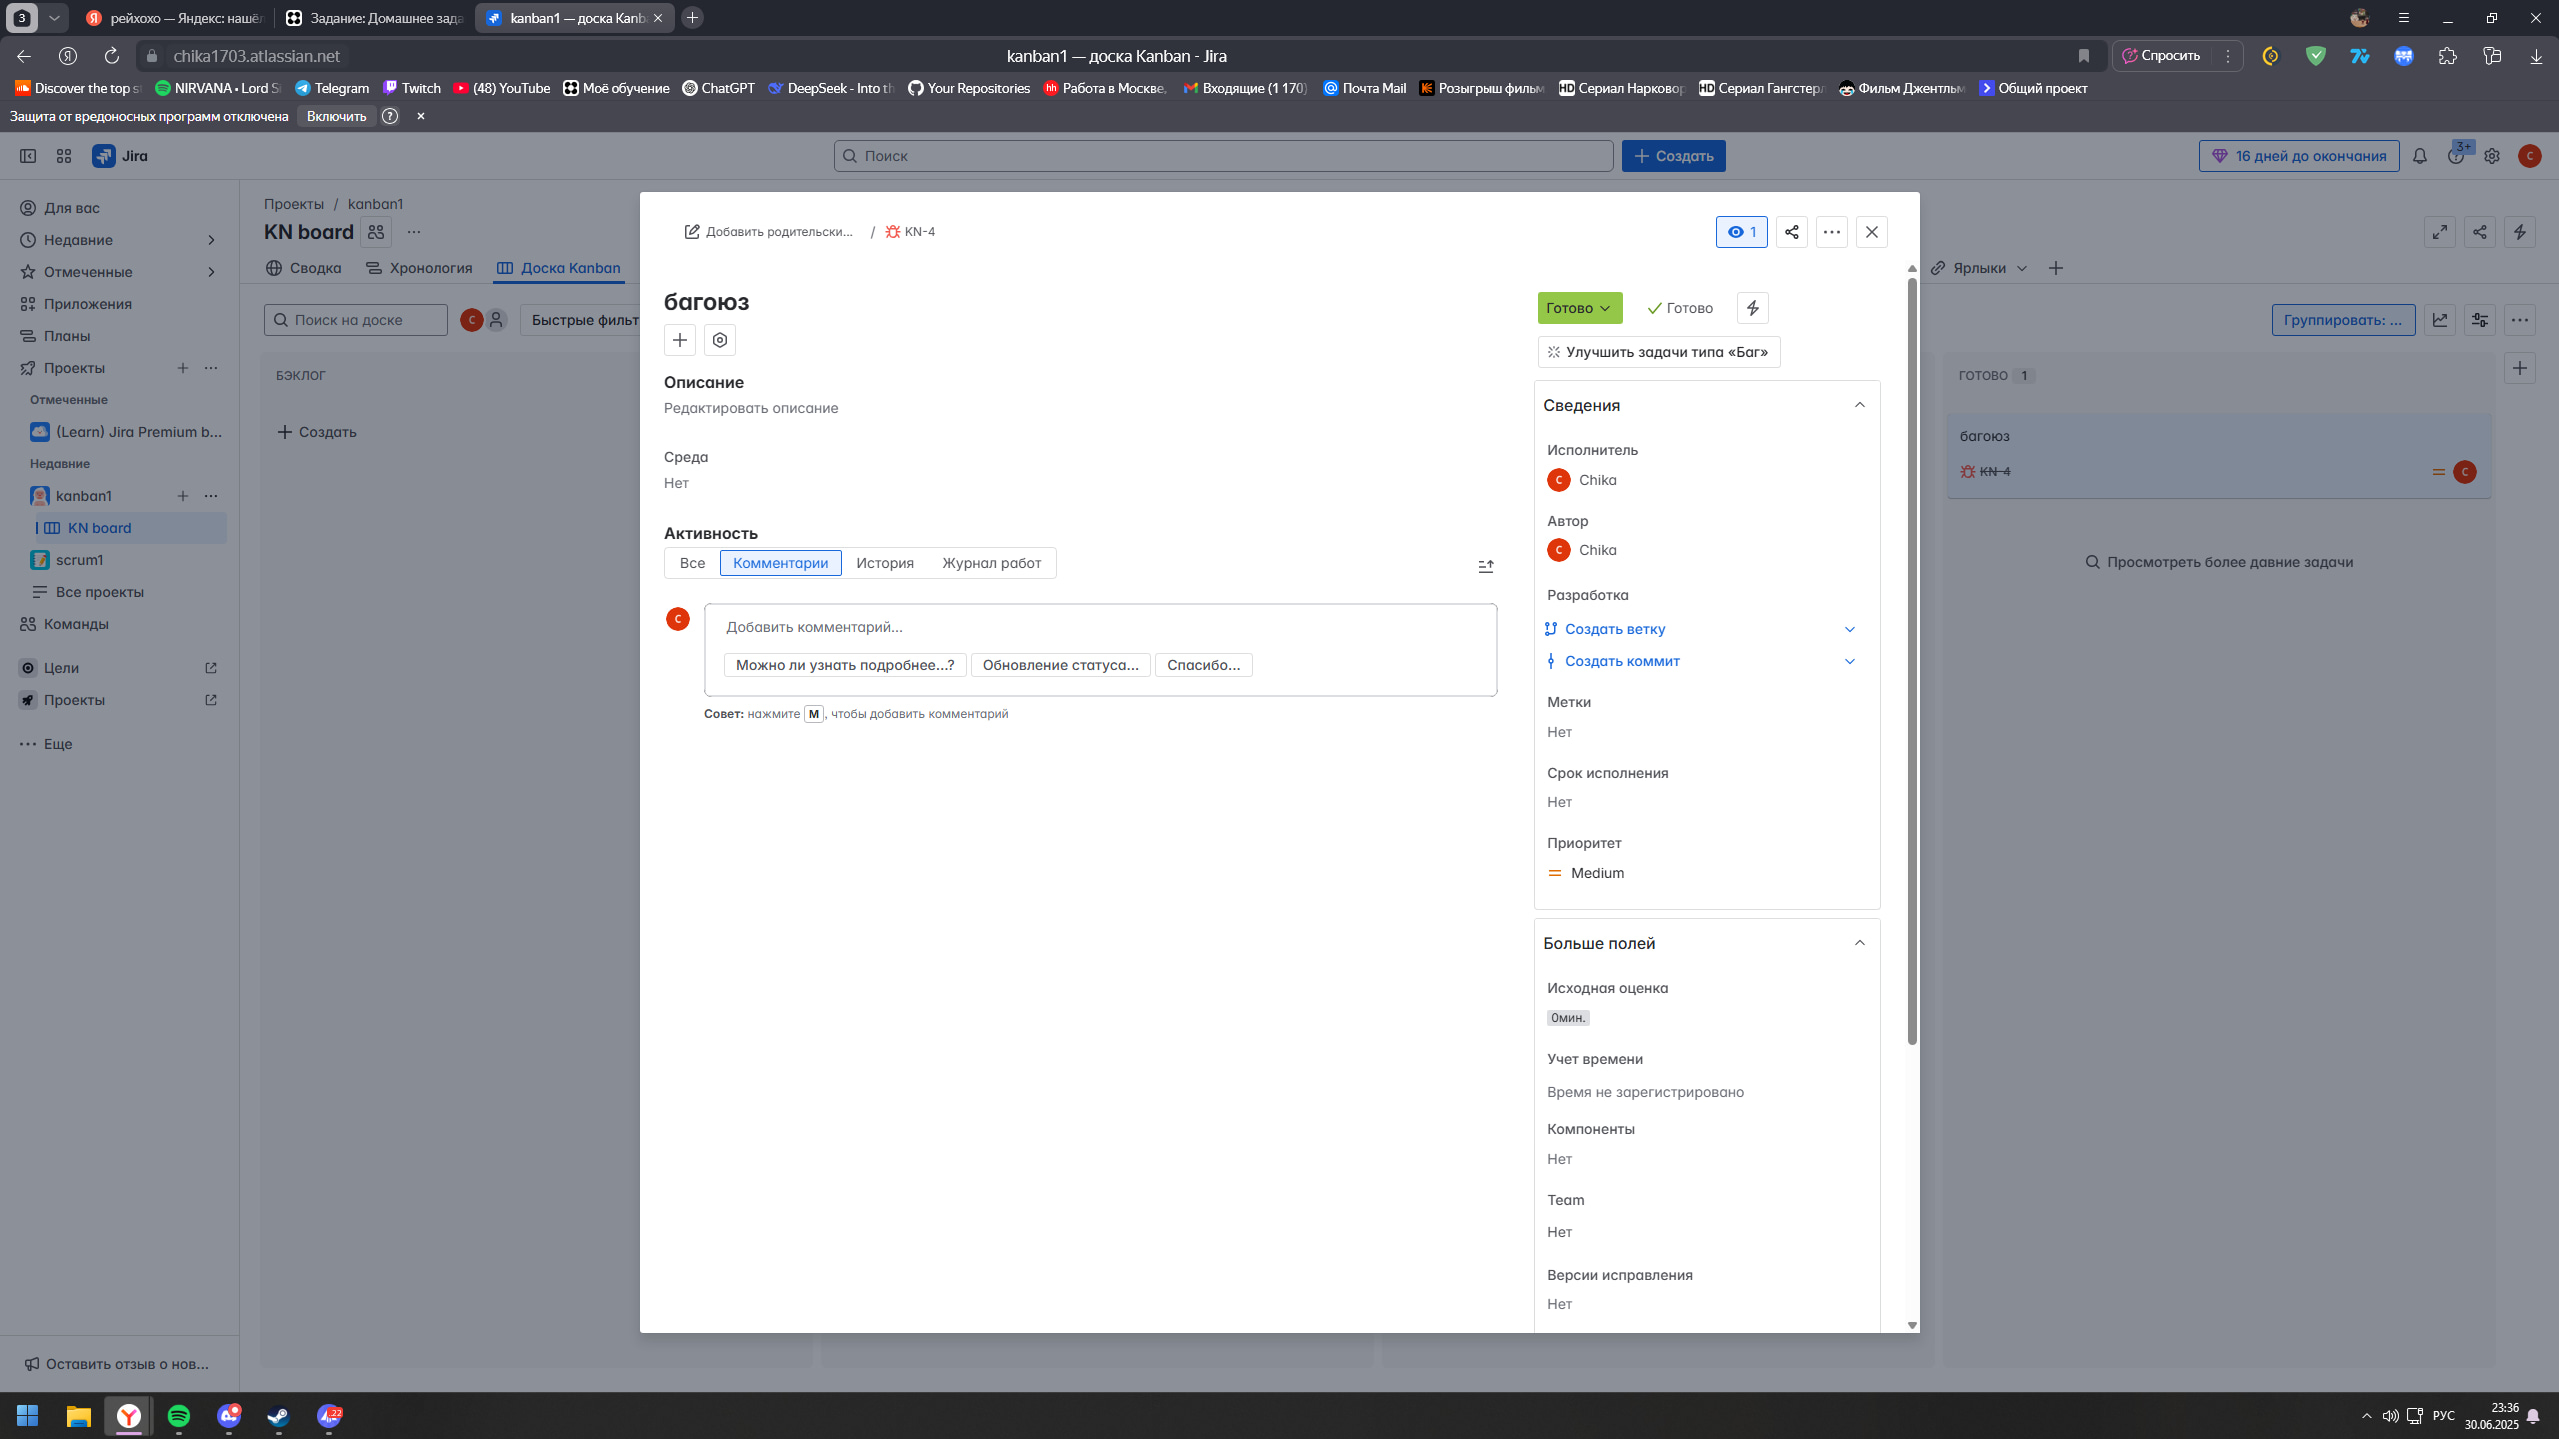 3
рейхохо — Яндекс: нашёл
Задание: Домашнее зада
kanban1 — доска Kanb
chika1703.atlassian.net
kanban1 — доска Kanban - Jira
Спросить
Discover the top s
NIRVANA • Lord S
Telegram
Twitch
(48) YouTube
Моё обучение
ChatGPT
DeepSeek - Into th
Your Repositories
Работа в Москве,
Входящие (1 170)
Почта Mail
Розыгрыш фильм
Сериал Нарковор
Сериал Гангстерл
Фильм Джентльм
Общий проект
Защита от вредоносных программ отключена
Включить
Jira
Поиск
Создать
16 дней до окончания
3+
C
Для вас
Недавние
Отмеченные
Приложения
Планы
Проекты
Отмеченные
(Learn) Jira Premium b...
Недавние
kanban1
KN board
scrum1
Все проекты
Команды
Цели
Проекты
Еще
Оставить отзыв о нов...
Проекты / kanban1
KN board
Сводка
Хронология
Доска Kanban
Ярлыки
Поиск на доске
C
Быстрые фильт
Группировать: ...
БЭКЛОГ
Создать
ГОТОВО 1
багоюз
KN-4
C
Просмотреть более давние задачи
Добавить родительски... / KN-4
1
багоюз
Описание
Редактировать описание
Среда
Нет
Активность
Все
Комментарии
История
Журнал работ
C
Добавить комментарий...
Можно ли узнать подробнее...?
Обновление статуса...
Спасибо...
Совет: нажмите M, чтобы добавить комментарий
Готово
Готово
Улучшить задачи типа «Баг»
Сведения
Исполнитель
C Chika
Автор
C Chika
Разработка
Создать ветку
Создать коммит
Метки
Нет
Срок исполнения
Нет
Приоритет
Medium
Больше полей
Исходная оценка
0мин.
Учет времени
Время не зарегистрировано
Компоненты
Нет
Team
Нет
Версии исправления
Нет
22
РУС
23:36
30.06.2025